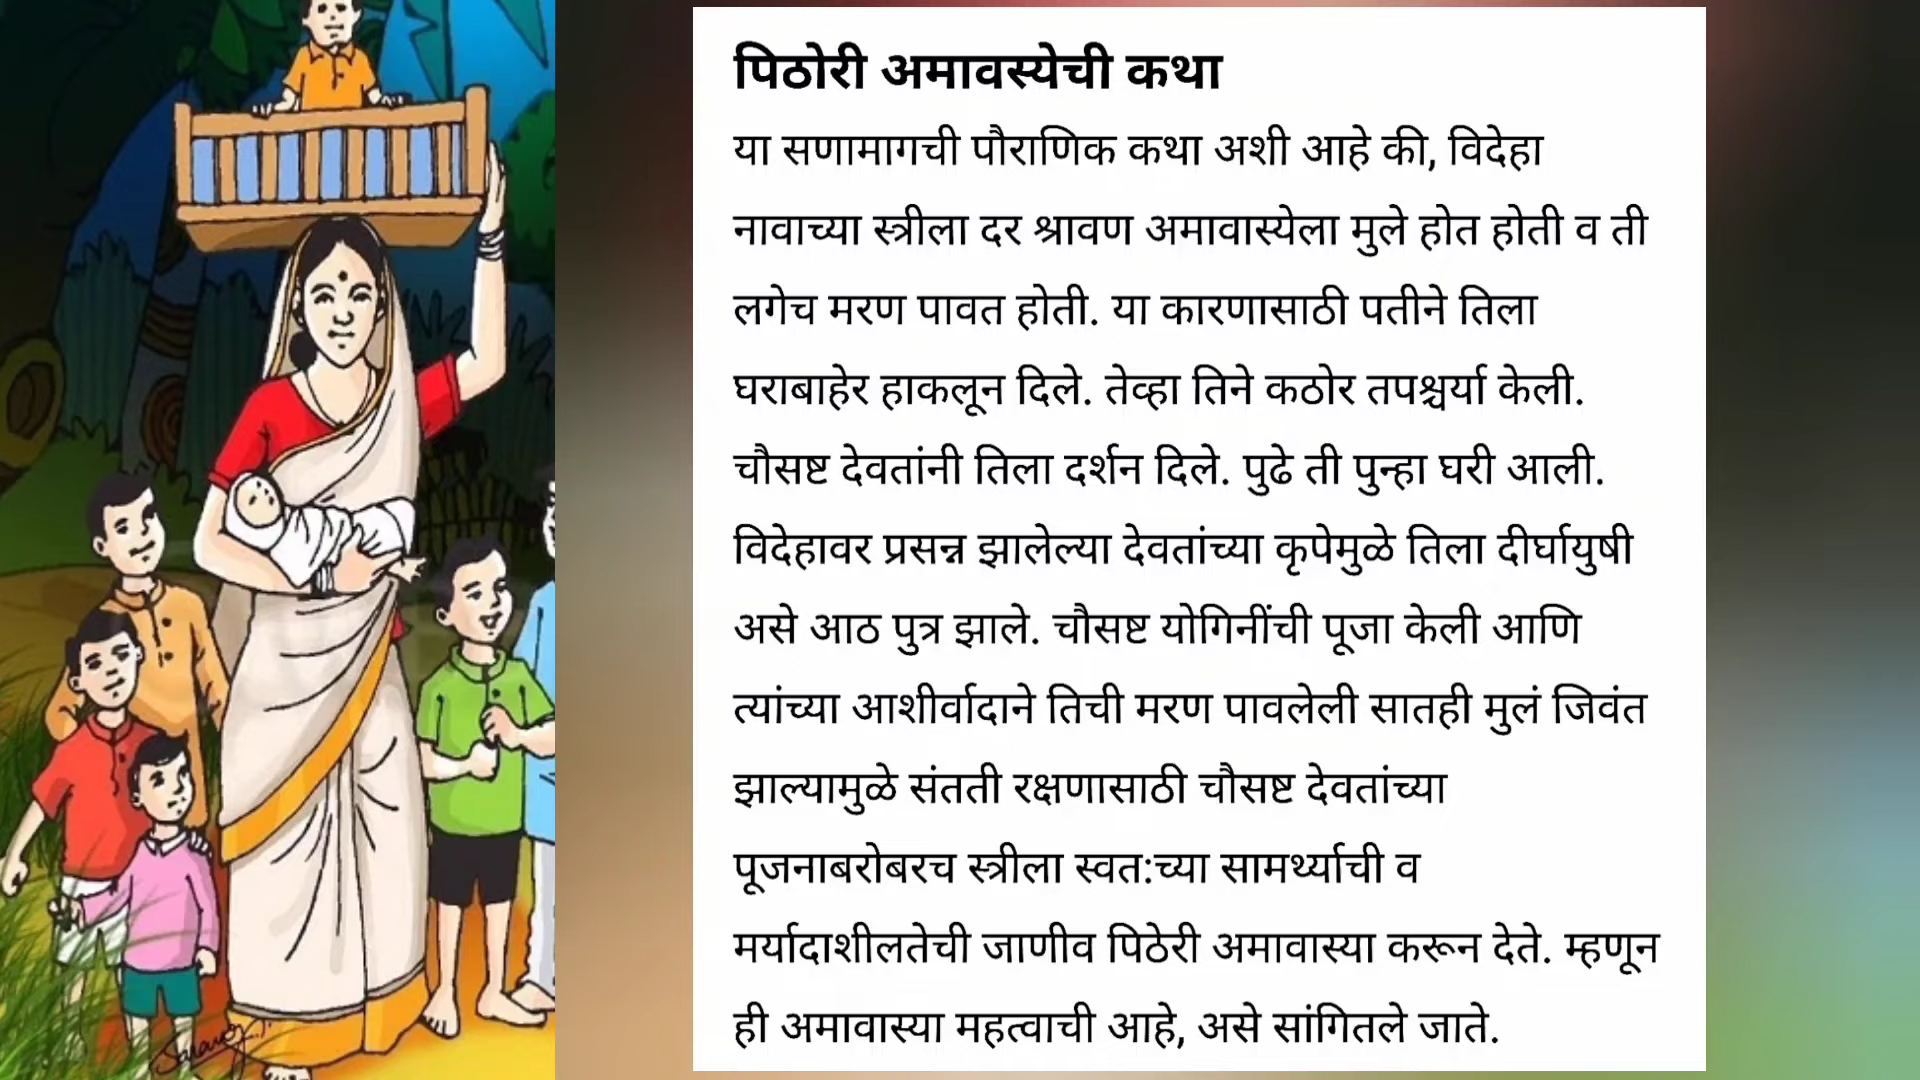 पिठोरी अमावस्येची कथा
या सणामागची पौराणिक कथा अशी आहे की, विदेहा
नावाच्या स्त्रीला दर श्रावण अमावास्येला मुले होत होती व ती
लगेच मरण पावत होती. या कारणासाठी पतीने तिला
घराबाहेर हाकलून दिले. तेव्हा तिने कठोर तपश्चर्या केली.
चौसष्ट देवतांनी तिला दर्शन दिले. पुढे ती पुन्हा घरी आली.
विदेहावर प्रसन्न झालेल्या देवतांच्या कृपेमुळे तिला दीर्घायुषी
असे आठ पुत्र झाले. चौसष्ट योगिनींची पूजा केली आणि
त्यांच्या आशीर्वादाने तिची मरण पावलेली सातही मुलं जिवंत
झाल्यामुळे संतती रक्षणासाठी चौसष्ट देवतांच्या
पूजनाबरोबरच स्त्रीला स्वत:च्या सामर्थ्याची व
मर्यादाशीलतेची जाणीव पिठेरी अमावास्या करून देते. म्हणून
ही अमावास्या महत्वाची आहे, असे सांगितले जाते.